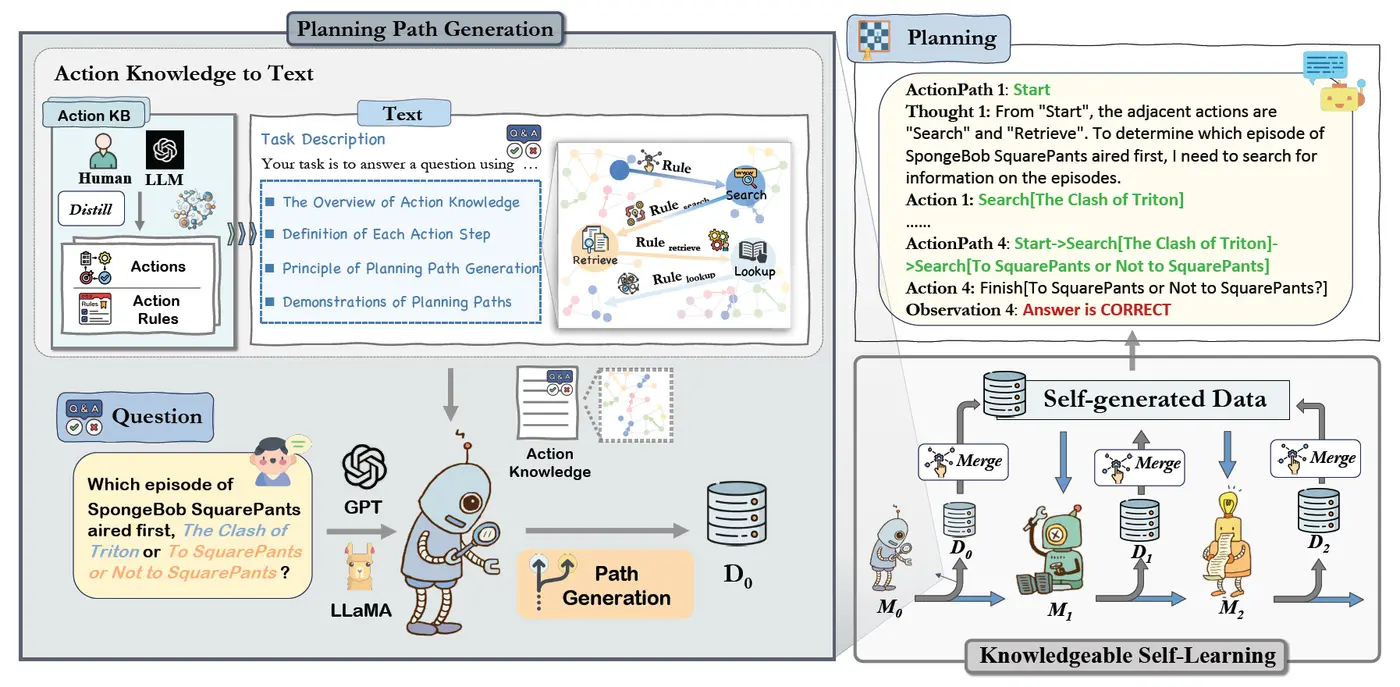 Planning Path Generation
Action Knowledge to Text
Action KB
Human
LLM
Distill
Actions
Action
Rules
Text
Task Description
Q & A
Your task is to answer a question using ...
The Overview of Action Knowledge
Definition of Each Action Step
Principle of Planning Path Generation
Demonstrations of Planning Paths
Rule
WWW
Search
Rule search
Retrieve
Rule retrieve
Lookup
Rule lookup
Q & A
Question
Which episode of
SpongeBob SquarePants
aired first, The Clash of
Triton or To SquarePants
or Not to SquarePants ?
GPT
LLaMA
Q & A
Action
Knowledge
Path
Generation
D0
Planning
ActionPath 1: Start
Thought 1: From "Start", the adjacent actions are
"Search" and "Retrieve". To determine which episode of
SpongeBob SquarePants aired first, I need to search for
information on the episodes.
Action 1: Search[The Clash of Triton]
......
ActionPath 4: Start->Search[The Clash of Triton]-
>Search[To SquarePants or Not to SquarePants]
Action 4: Finish[To SquarePants or Not to SquarePants?]
Observation 4: Answer is CORRECT
Self-generated Data
Merge
Merge
Merge
D0
D1
D2
M0
M1
M2
Knowledgeable Self-Learning